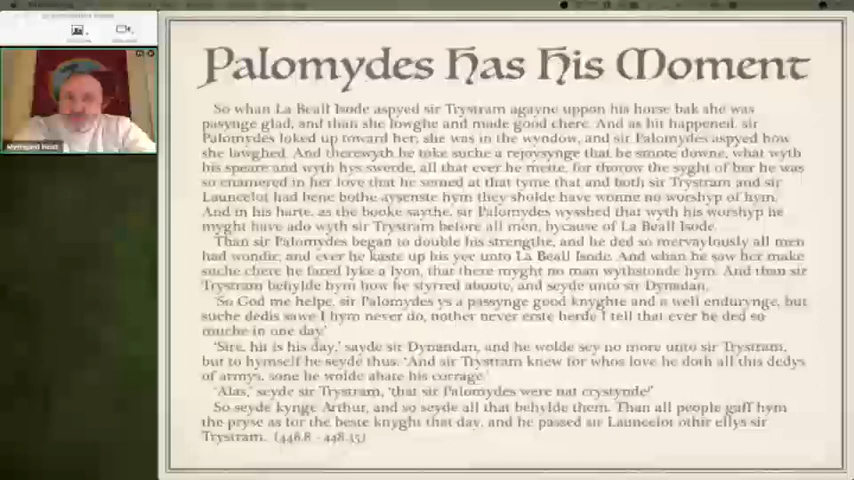 Palomydes Has His Moment
So whan La Beall Isode aspyed sir Trystram agayne uppon his horse bak she was
passynge glad, and than she lowghe and made good chere. And as hit happened, sir
Palomydes loked up toward her; she was in the wyndow, and sir Palomydes aspyed how
she lawghed. And therewyth he toke suche a rejoysynge that he smote downe, what wyth
his speare and wyth hys swerde, all that ever he mette, for thorow the syght of her he was
so enamered in her love that he semed at that tyme that and both sir Trystram and sir
Launcelot had bene bothe ayenste hym they sholde have wonne no worshyp of hym.
And in his harte, as the booke saythe, sir Palomydes wysshed that wyth his worshyp he
myght have ado wyth sir Trystram before all men, bycause of La Beall Isode.
Than sir Palomydes began to double his strengthe, and he ded so mervaylously all men
had wondir, and ever he kaste up his yee unto La Beall Isode. And whan he saw her make
suche chere he fared lyke a lyon, that there myght no man wythstonde hym. And than sir
Trystram behylde hym how he styrred aboute, and seyde unto sir Dynadan,
'So God me helpe, sir Palomydes ys a passynge good knyghte and a well endurynge, but
suche dedis sawe I hym never do, nother never erste herde I tell that ever he ded so
muche in one day.'
'Sire, hit is his day,' sayde sir Dynandan, and he wolde sey no more unto sir Trystram,
but to hymself he seyde thus: 'And sir Trystram knew for whos love he doth all this dedys
of armys, sone he wolde abate his corrage.'
'Alas,' seyde sir Trystram, 'that sir Palomydes were nat crystynde!'
So seyde kynge Arthur, and so seyde all that behylde them. Than all people gaff hym
the pryse as for the beste knyght that day, and he passed sir Launcelot othir ellys sir
Trystram. (448.8 - 448.35)
Mythgard Host